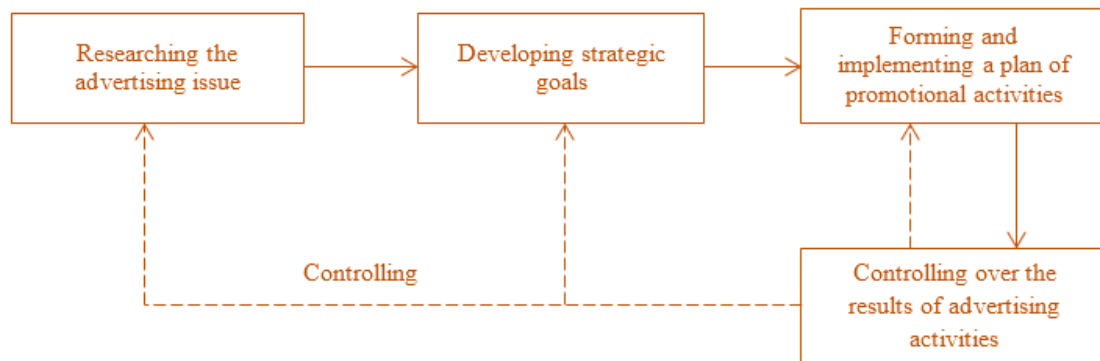 Researching the
advertising issue
Developing strategic
goals
Forming and
implementing a plan of
promotional activities
Controlling
Controlling over the
results of advertising
activities